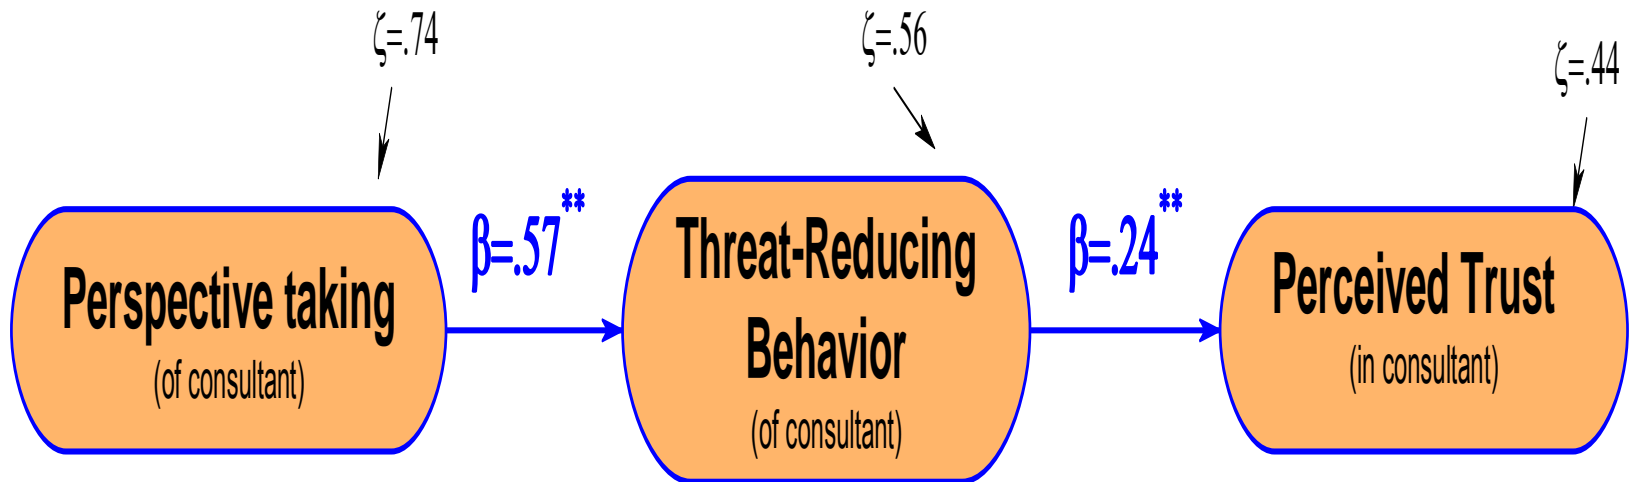 ζ=.74
ζ=.56
ζ=.44
β=.57**
β=.24**
Perspective taking
(of consultant)
Threat-Reducing
Behavior
(of consultant)
Perceived Trust
(in consultant)